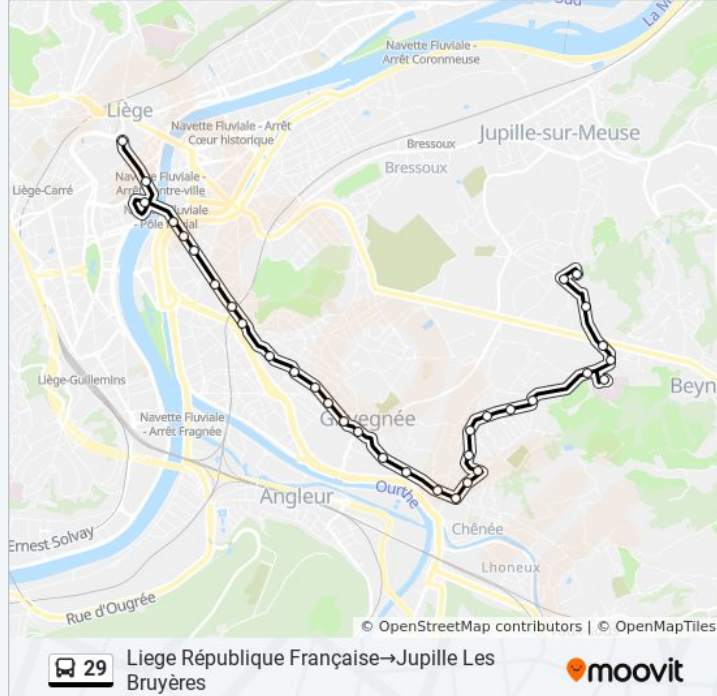 Sud
La M
Navette Fluviale -
Arrêt Coronmeuse
Liège
Navette Fluviale - Arrêt
Cœur historique
Jupille-sur-Meuse
Bressoux
Bressoux
Liège-Carré
Navette Fluviale -
Arrêt Centre-ville
Navette Fluviale
- Pôle fluvial
Liège-Guillemins
Beyn
Navette Fluviale
- Arrêt Fragnée
Grivegnée
Angleur
Ourthe
Chênée
Ernest Solvay
Lhoneux
Rue d'Ougrée
© OpenStreetMap contributors | © OpenMapTiles
29
Liege République Française→Jupille Les
Bruyères
moovit